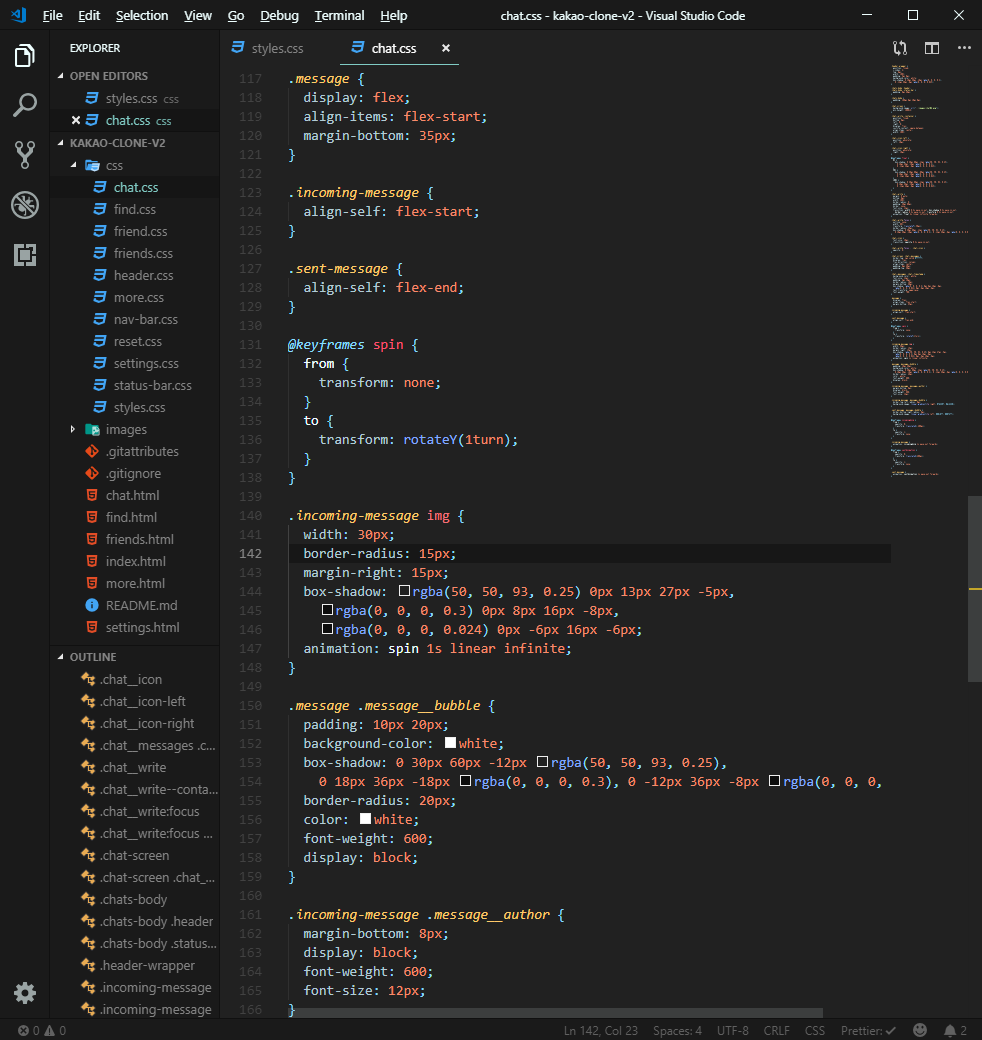 File Edit Selection View Go Debug Terminal Help
chat.css - kakao-clone-v2 - Visual Studio Code
EXPLORER
OPEN EDITORS
styles.css css
chat.css css
KAKAO-CLONE-V2
css
chat.css
find.css
friend.css
friends.css
header.css
more.css
nav-bar.css
reset.css
settings.css
status-bar.css
styles.css
images
.gitattributes
.gitignore
chat.html
find.html
friends.html
index.html
more.html
README.md
settings.html
OUTLINE
.chat__icon
.chat__icon-left
.chat__icon-right
.chat__messages .c...
.chat__write
.chat__write--conta...
.chat__write:focus
.chat__write:focus ...
.chat-screen
.chat-screen .chat_...
.chats-body
.chats-body .header
.chats-body .status...
.header-wrapper
.incoming-message
.incoming-message
styles.css
chat.css
117 .message {
118 display: flex;
119 align-items: flex-start;
120 margin-bottom: 35px;
121 }
122
123 .incoming-message {
124 align-self: flex-start;
125 }
126
127 .sent-message {
128 align-self: flex-end;
129 }
130
131 @keyframes spin {
132 from {
133 transform: none;
134 }
135 to {
136 transform: rotateY(1turn);
137 }
138 }
139
140 .incoming-message img {
141 width: 30px;
142 border-radius: 15px;
143 margin-right: 15px;
144 box-shadow: rgba(50, 50, 93, 0.25) 0px 13px 27px -5px,
145 rgba(0, 0, 0, 0.3) 0px 8px 16px -8px,
146 rgba(0, 0, 0, 0.024) 0px -6px 16px -6px;
147 animation: spin 1s linear infinite;
148 }
149
150 .message .message__bubble {
151 padding: 10px 20px;
152 background-color: white;
153 box-shadow: 0 30px 60px -12px rgba(50, 50, 93, 0.25),
154 0 18px 36px -18px rgba(0, 0, 0, 0.3), 0 -12px 36px -8px rgba(0, 0, 0,
155 border-radius: 20px;
156 color: white;
157 font-weight: 600;
158 display: block;
159 }
160
161 .incoming-message .message__author {
162 margin-bottom: 8px;
163 display: block;
164 font-weight: 600;
165 font-size: 12px;
166 }
0 0
Ln 142, Col 23 Spaces: 4 UTF-8 CRLF CSS Prettier: 2